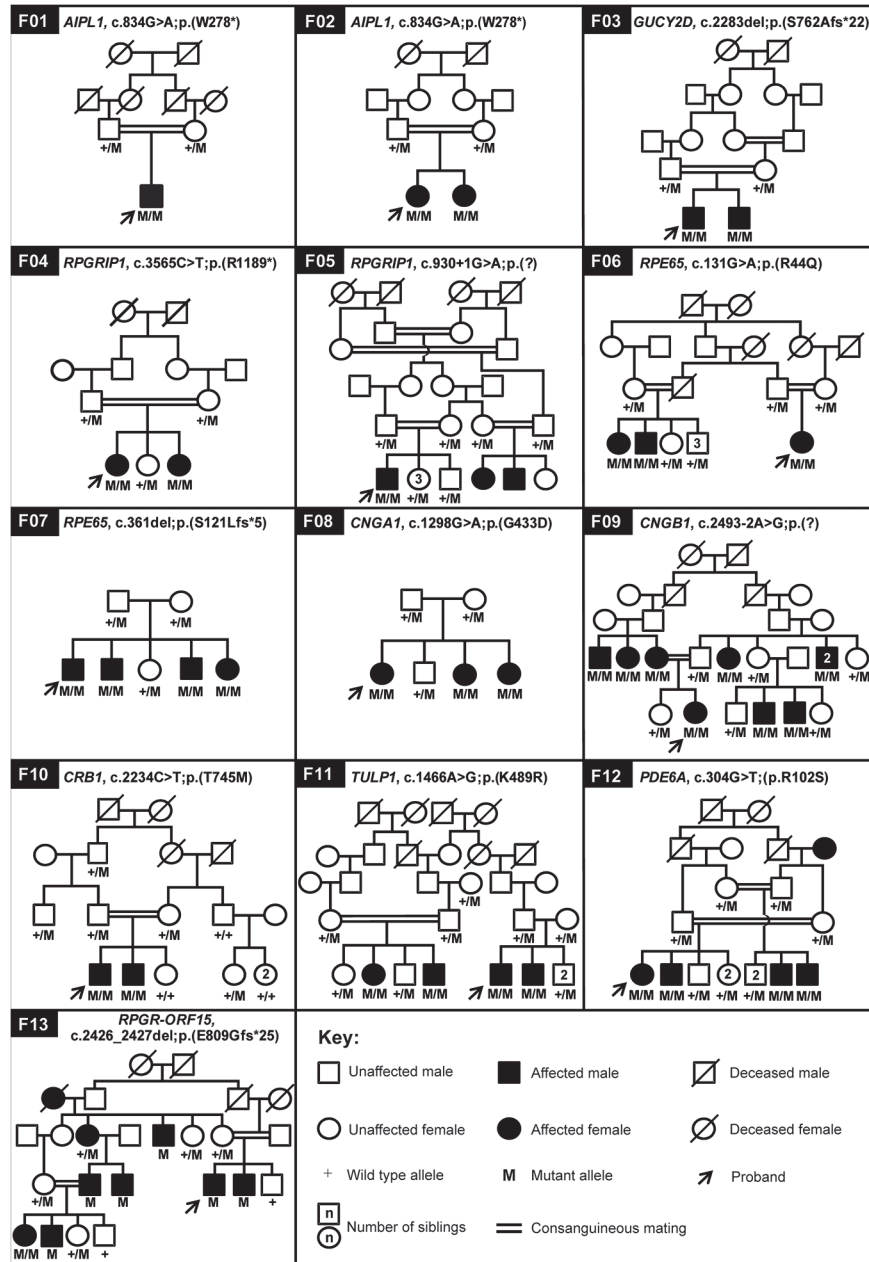 F01 AIPL1, c.834G>A;p.(W278*)
+/M +/M
M/M
F02 AIPL1, c.834G>A;p.(W278*)
+/M +/M
M/M M/M
F03 GUCY2D, c.2283del;p.(S762Afs*22)
+/M +/M
M/M M/M
F04 RPGRIP1, c.3565C>T;p.(R1189*)
+/M +/M
M/M +/M M/M
F05 RPGRIP1, c.930+1G>A;p.(?)
+/M +/M +/M +/M
3
M/M +/M +/M
F06 RPE65, c.131G>A;p.(R44Q)
+/M +/M +/M
3
M/M M/M +/M +/M M/M
F07 RPE65, c.361del;p.(S121Lfs*5)
+/M +/M
M/M M/M +/M M/M M/M
F08 CNGA1, c.1298G>A;p.(G433D)
+/M +/M
M/M +/M M/M M/M
F09 CNGB1, c.2493-2A>G;p.(?)
2
M/M M/M M/M +/M M/M +/M M/M +/M
+/M M/M +/M M/M M/M +/M
F10 CRB1, c.2234C>T;p.(T745M)
+/M
+/M +/M +/M +/+
2
M/M M/M +/+ +/M +/+
F11 TULP1, c.1466A>G;p.(K489R)
+/M
+/M +/M +/M +/M
2
+/M M/M +/M M/M M/M M/M +/M
F12 PDE6A, c.304G>T;(p.R102S)
+/M +/M
+/M +/M
2 2
M/M M/M +/M +/M +/M M/M M/M
F13 RPGR-ORF15,
c.2426_2427del;p.(E809Gfs*25)
+/M M +/M +/M
+/M M M M M +
M/M M +/M +
Key:
Unaffected male Affected male Deceased male
Unaffected female Affected female Deceased female
+ Wild type allele M Mutant allele Proband
n
n Number of siblings Consanguineous mating